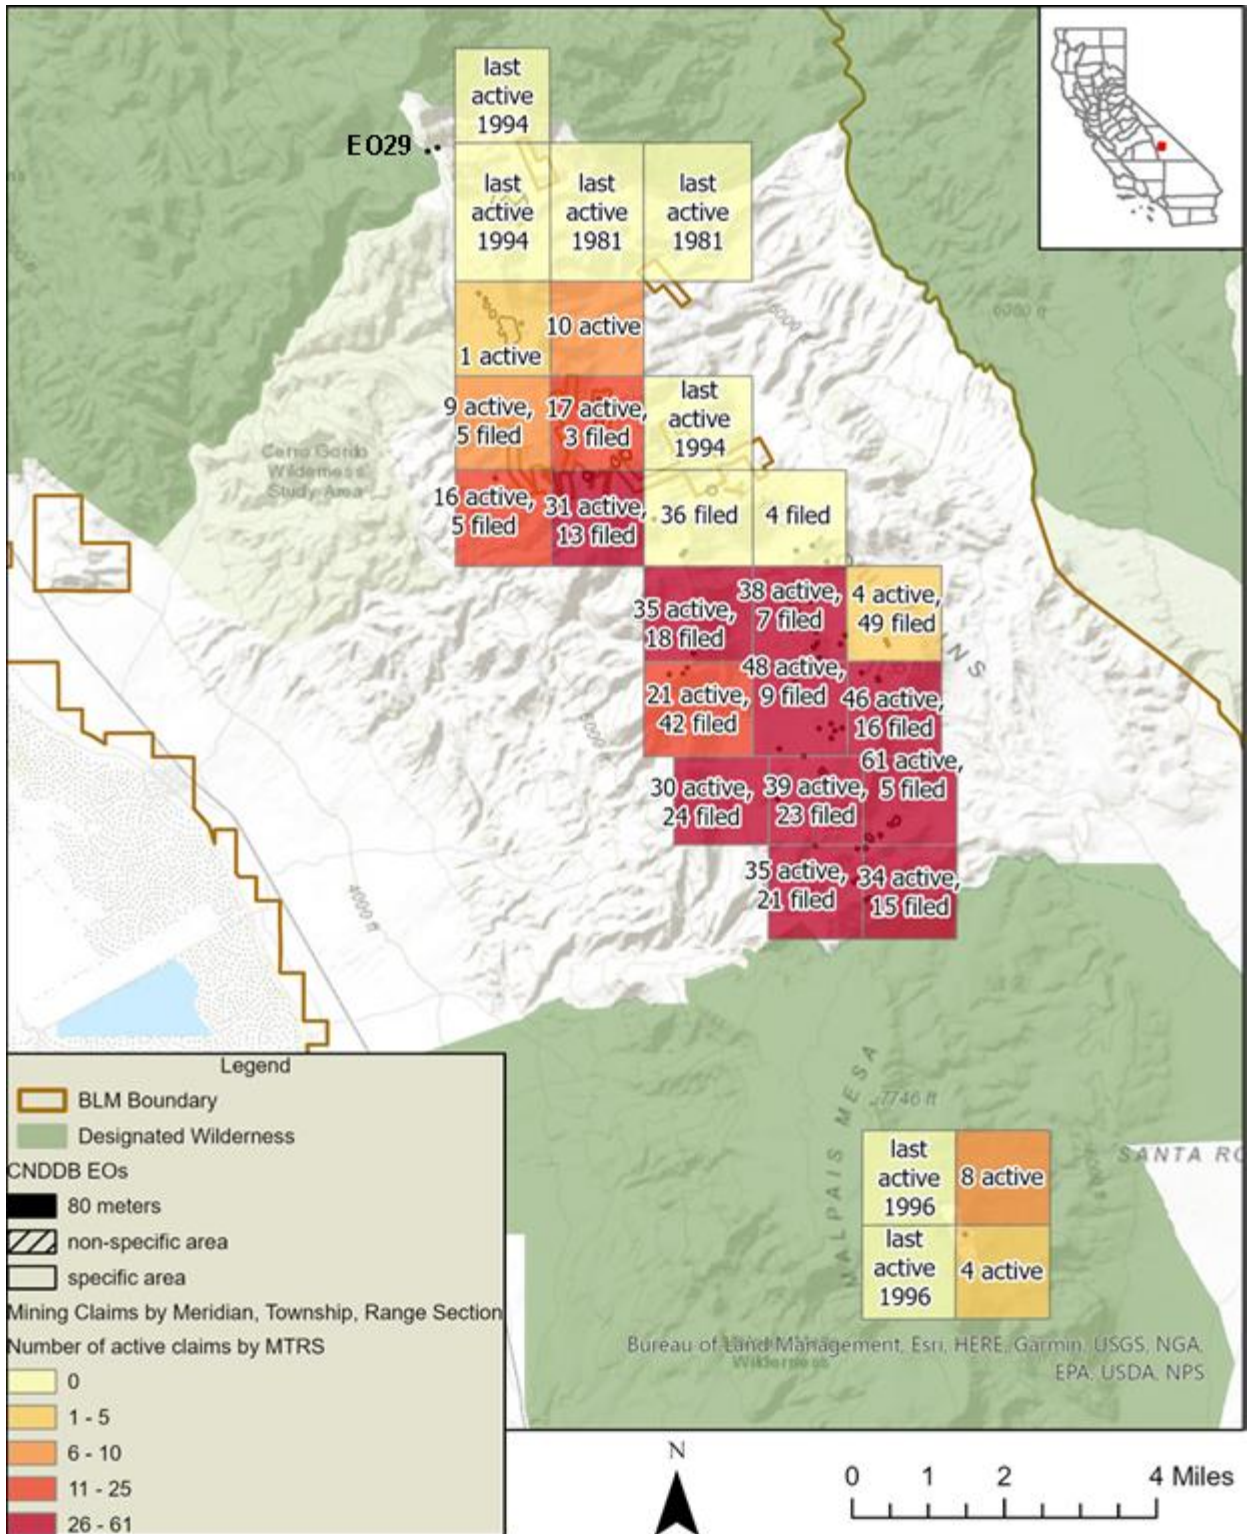 last
active
1994
EO29
last
active
1994
last
active
1981
last
active
1981
6000 ft
6000 ft
1 active
10 active
9 active,
5 filed
17 active,
3 filed
last
active
1994
Cerro Gordo
Wilderness
Study Area
16 active,
5 filed
31 active,
13 filed
36 filed
4 filed
35 active,
18 filed
38 active,
7 filed
4 active,
49 filed
NS
21 active,
42 filed
48 active,
9 filed
46 active,
16 filed
30 active,
24 filed
39 active,
23 filed
61 active,
5 filed
4000 ft
35 active,
21 filed
34 active,
15 filed
MALPAIS MESA
7746 ft
SANTA RO
last
active
1996
8 active
last
active
1996
4 active
Wilderness
Bureau of Land Management, Esri, HERE, Garmin, USGS, NGA,
EPA, USDA, NPS
Legend
BLM Boundary
Designated Wilderness
CNDDB EOs
80 meters
non-specific area
specific area
Mining Claims by Meridian, Township, Range Section
Number of active claims by MTRS
0
1 - 5
6 - 10
11 - 25
26 - 61
N
0 1 2 4 Miles